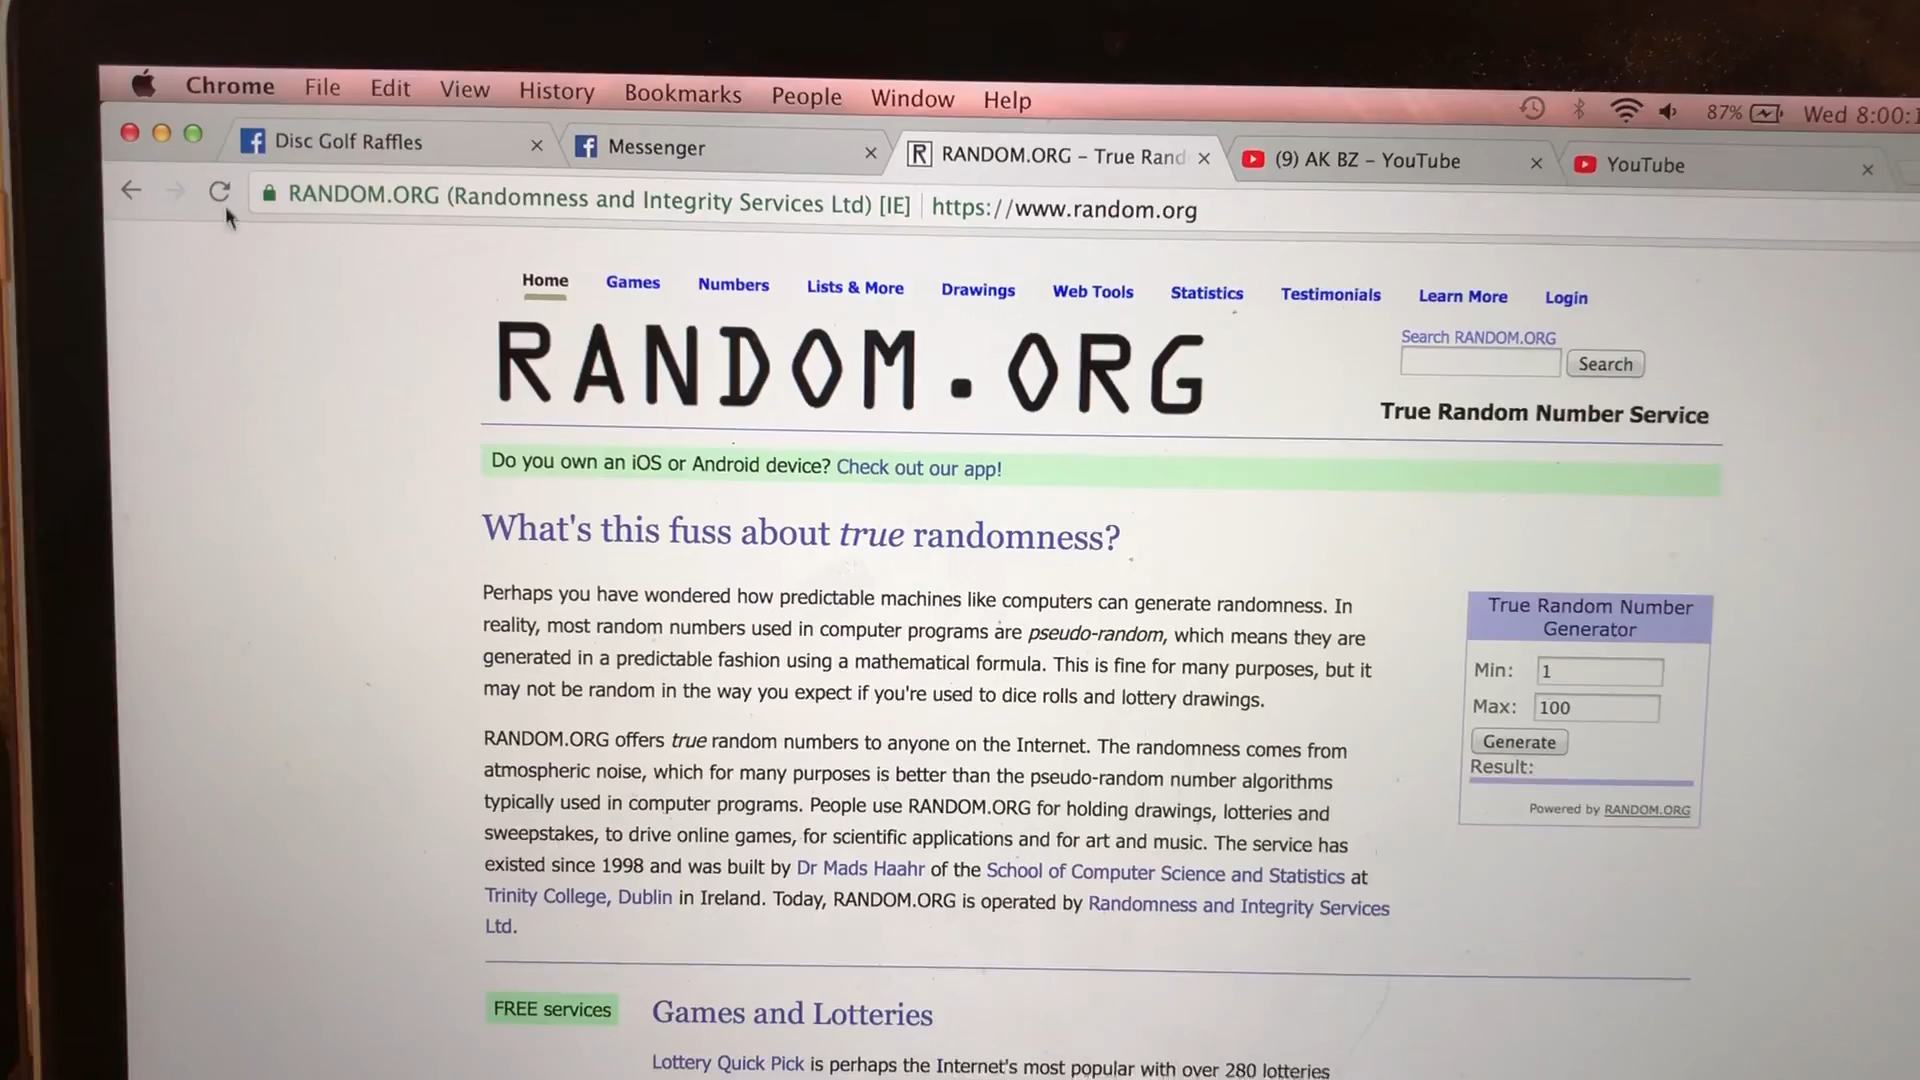 Chrome File Edit View History Bookmarks People Window Help
87% Wed 8:00:1
Disc Golf Raffles
Messenger
RANDOM.ORG – True Rand
(9) AK BZ – YouTube
YouTube
RANDOM.ORG (Randomness and Integrity Services Ltd) [IE] https://www.random.org
Home Games Numbers Lists & More Drawings Web Tools Statistics Testimonials Learn More Login
RANDOM.ORG
Search RANDOM.ORG
Search
True Random Number Service
Do you own an iOS or Android device? Check out our app!
What's this fuss about true randomness?
Perhaps you have wondered how predictable machines like computers can generate randomness. In
reality, most random numbers used in computer programs are pseudo-random, which means they are
generated in a predictable fashion using a mathematical formula. This is fine for many purposes, but it
may not be random in the way you expect if you're used to dice rolls and lottery drawings.
RANDOM.ORG offers true random numbers to anyone on the Internet. The randomness comes from
atmospheric noise, which for many purposes is better than the pseudo-random number algorithms
typically used in computer programs. People use RANDOM.ORG for holding drawings, lotteries and
sweepstakes, to drive online games, for scientific applications and for art and music. The service has
existed since 1998 and was built by Dr Mads Haahr of the School of Computer Science and Statistics at
Trinity College, Dublin in Ireland. Today, RANDOM.ORG is operated by Randomness and Integrity Services
Ltd.
True Random Number
Generator
Min: 1
Max: 100
Generate
Result:
Powered by RANDOM.ORG
FREE services
Games and Lotteries
Lottery Quick Pick is perhaps the Internet's most popular with over 280 lotteries